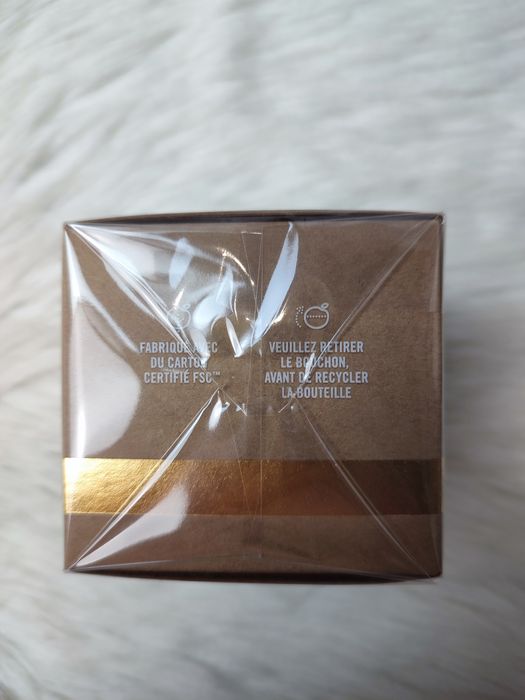 FABRIQUÉ AVEC
DU CARTON
CERTIFIÉ FSC™
VEUILLEZ RETIRER
LE BOUCHON,
AVANT DE RECYCLER
LA BOUTEILLE